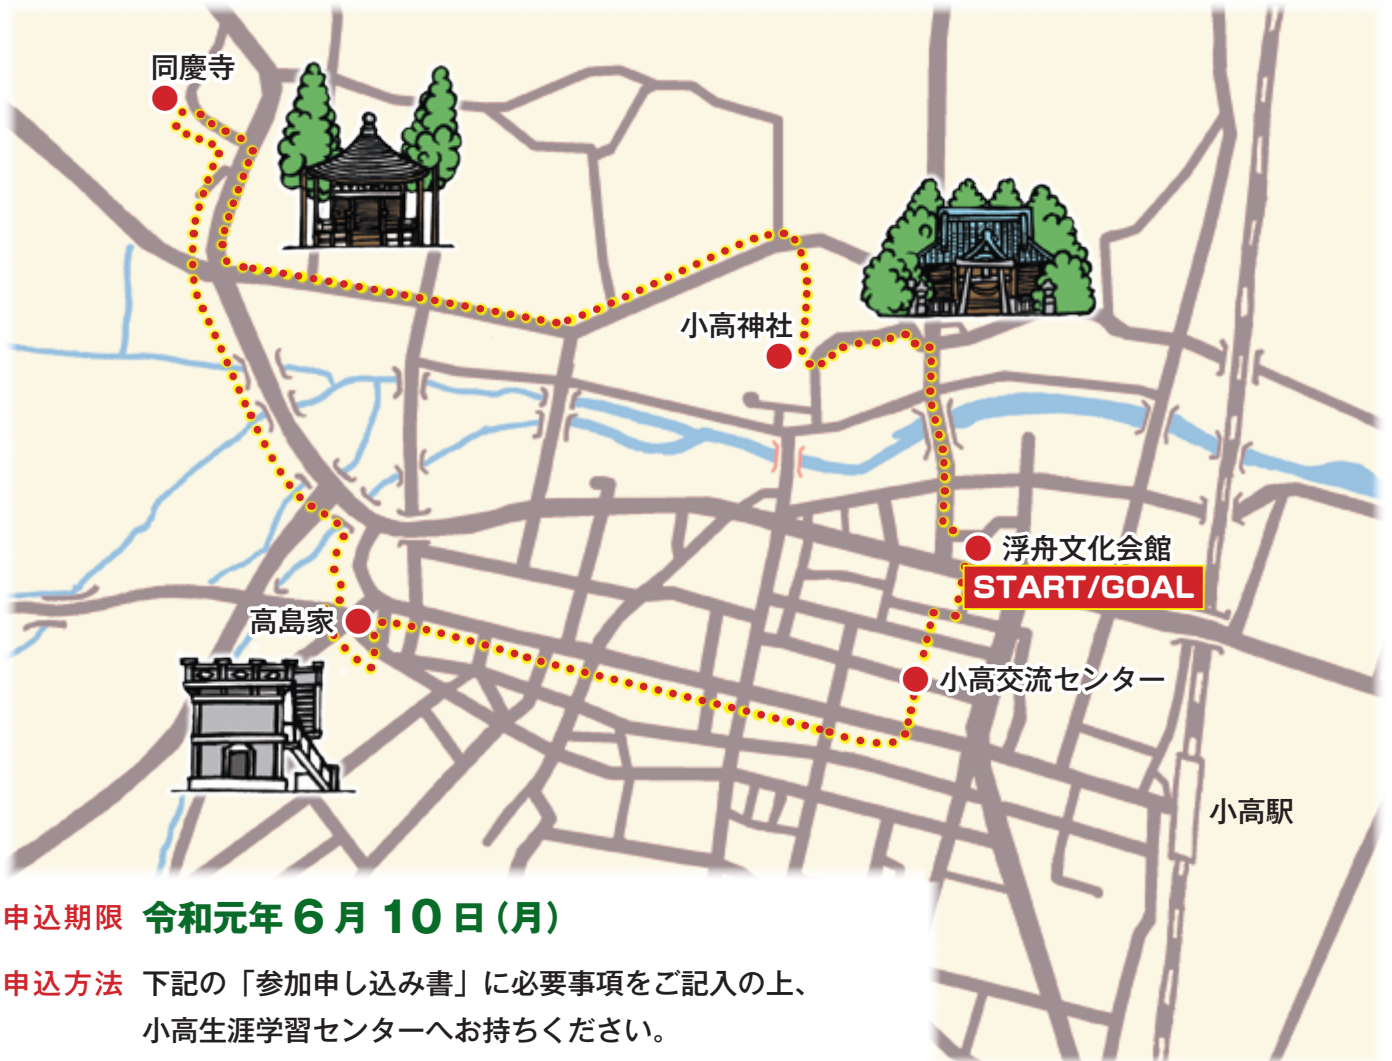 同慶寺
小高神社
浮舟文化会館
START/GOAL
高島家
小高交流センター
小高駅
申込期限 令和元年6月10日(月)
申込方法 下記の「参加申し込み書」に必要事項をご記入の上、
小高生涯学習センターへお持ちください。